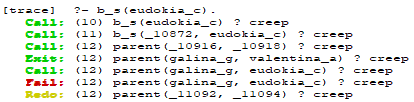 [trace]  ?- b_s(eudokia_c).
Call: (10) b_s(eudokia_c) ? creep
Call: (11) b_s(_10872, eudokia_c) ? creep
Call: (12) parent(_10916, _10918) ? creep
Exit: (12) parent(galina_g, valentina_a) ? creep
Call: (12) parent(galina_g, eudokia_c) ? creep
Fail: (12) parent(galina_g, eudokia_c) ? creep
Redo: (12) parent(_11092, _11094) ? creep